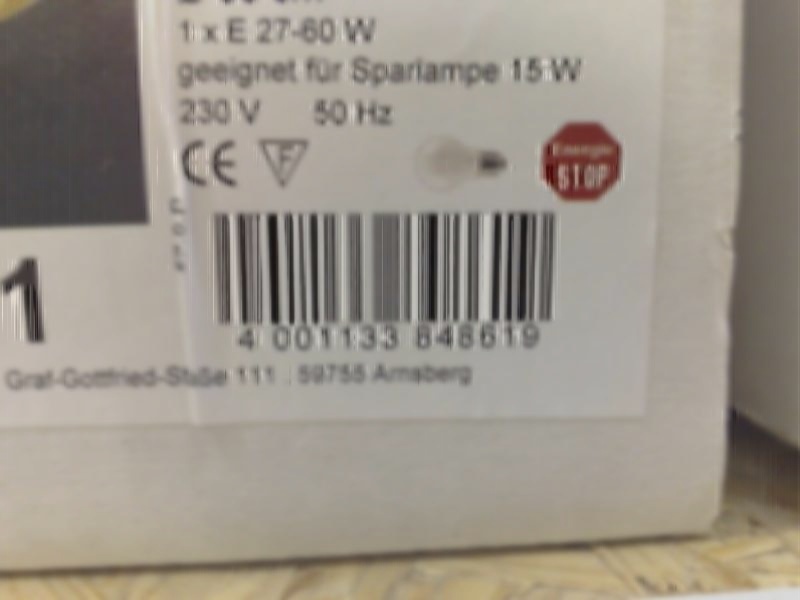 1 x E 27-60 W
geeignet für Sparlampe 15 W
230 V 50 Hz
CE F
Energie
STOP
1
4 001133 848619
Graf-Gottfried-Staße 111 . 59755 Arnsberg